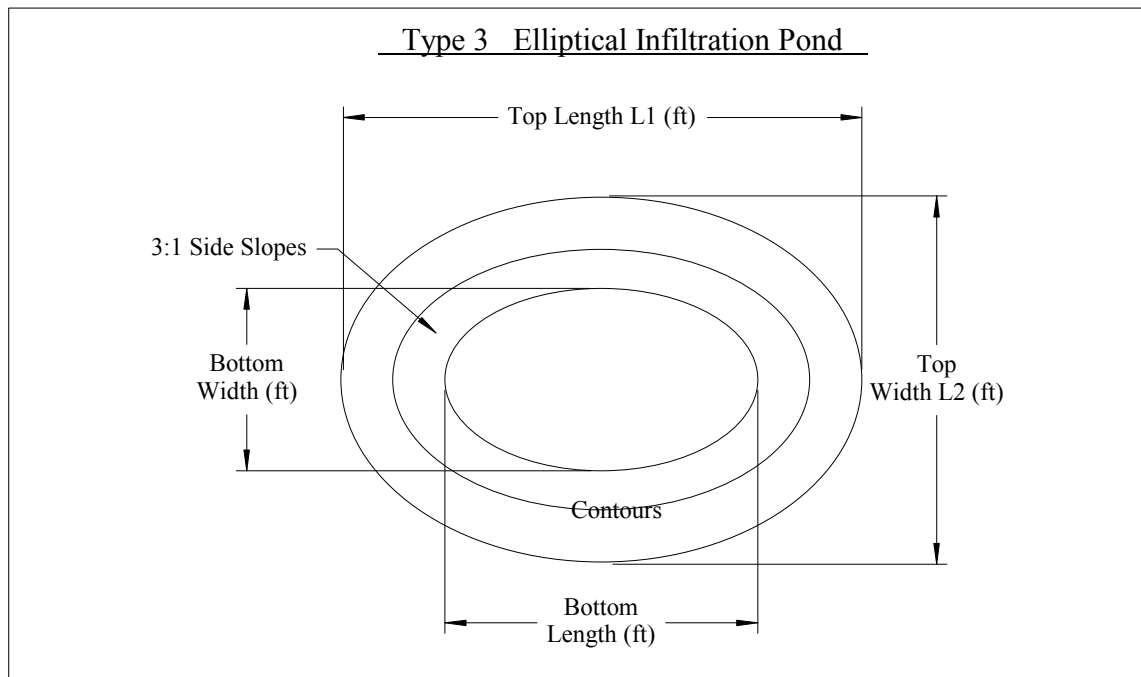 Type 3 Elliptical Infiltration Pond
Top Length L1 (ft)
3:1 Side Slopes
Bottom
Width (ft)
Top
Width L2 (ft)
Contours
Bottom
Length (ft)